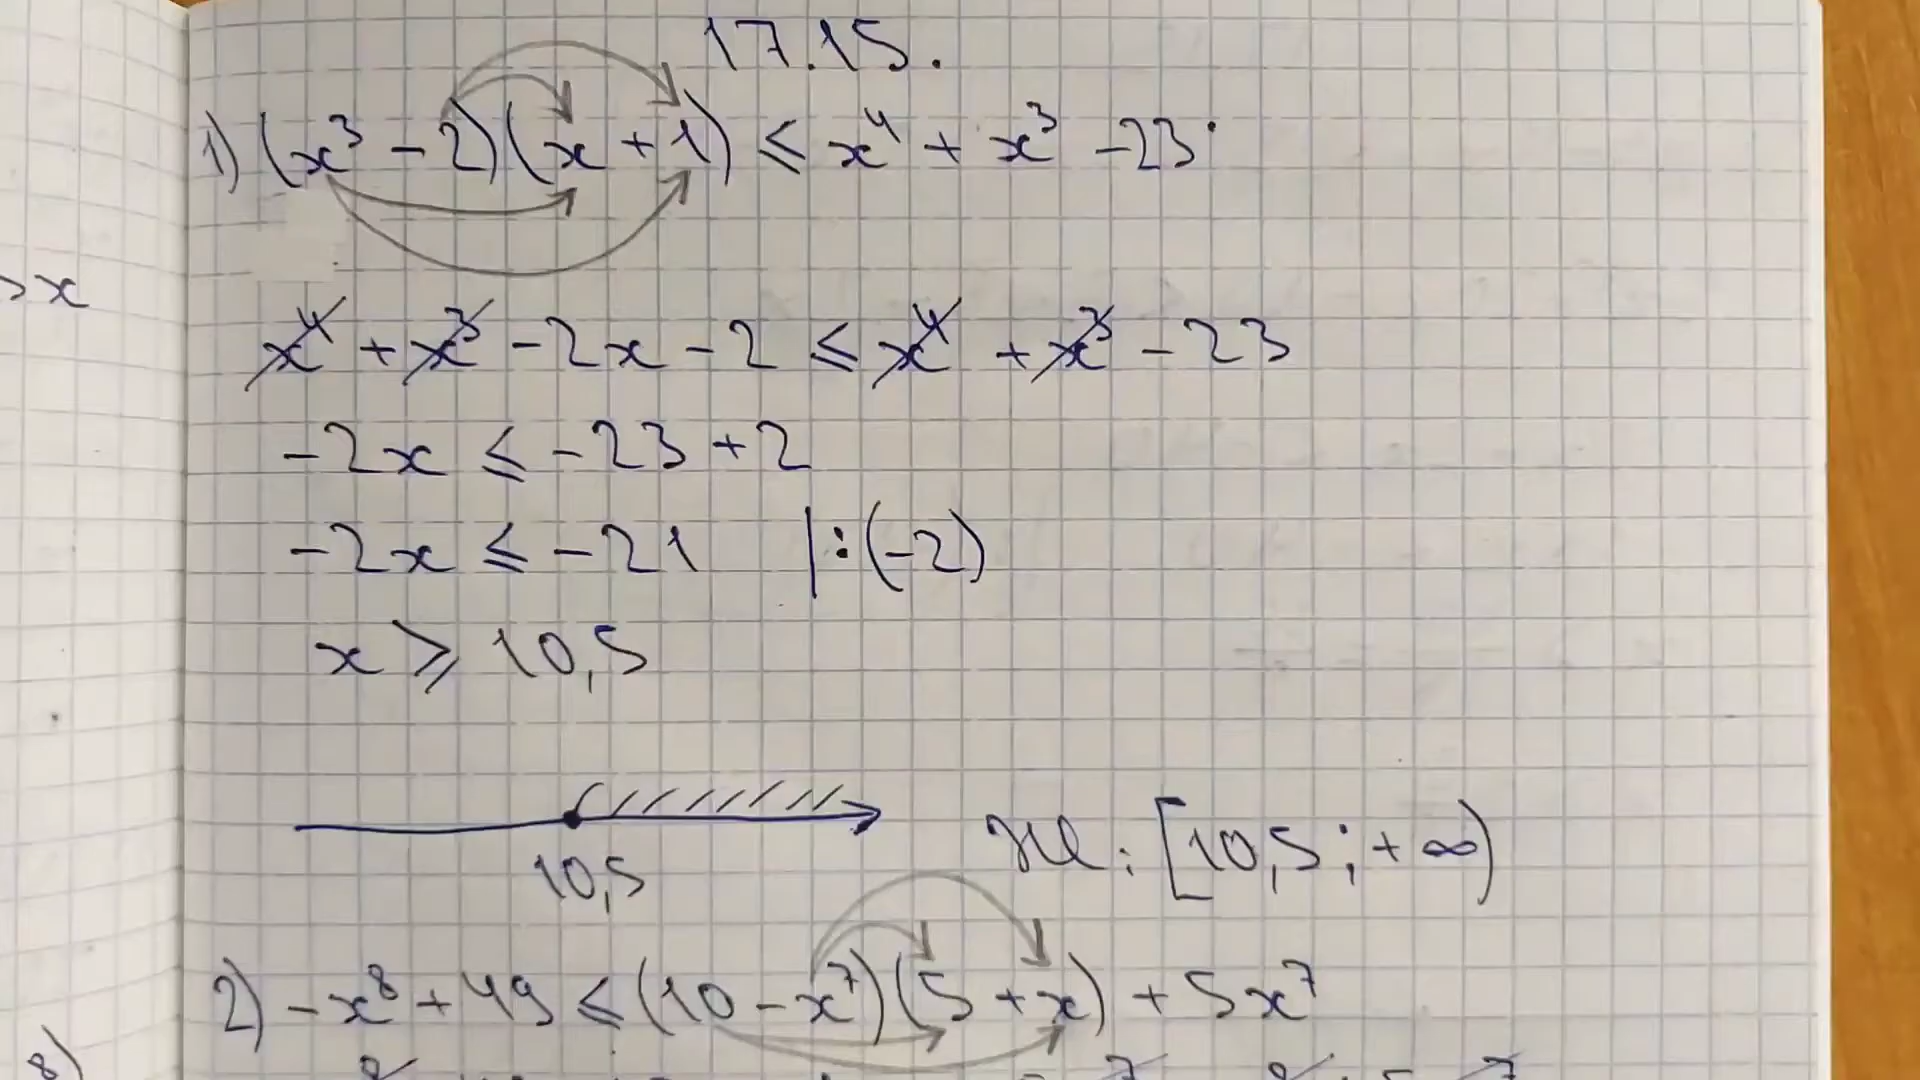 > x
17.15.
1) (x³ - 2)(x + 1) ≤ x⁴ + x³ - 23
x⁴ + x³ - 2x - 2 ≤ x⁴ + x³ - 23
-2x ≤ -23 + 2
-2x ≤ -21 |:(-2)
x ≥ 10,5
10,5
: [10,5; +∞)
2) -x⁸ + 49 ≤ (10 - x⁷)(5 + x) + 5x⁷
8)